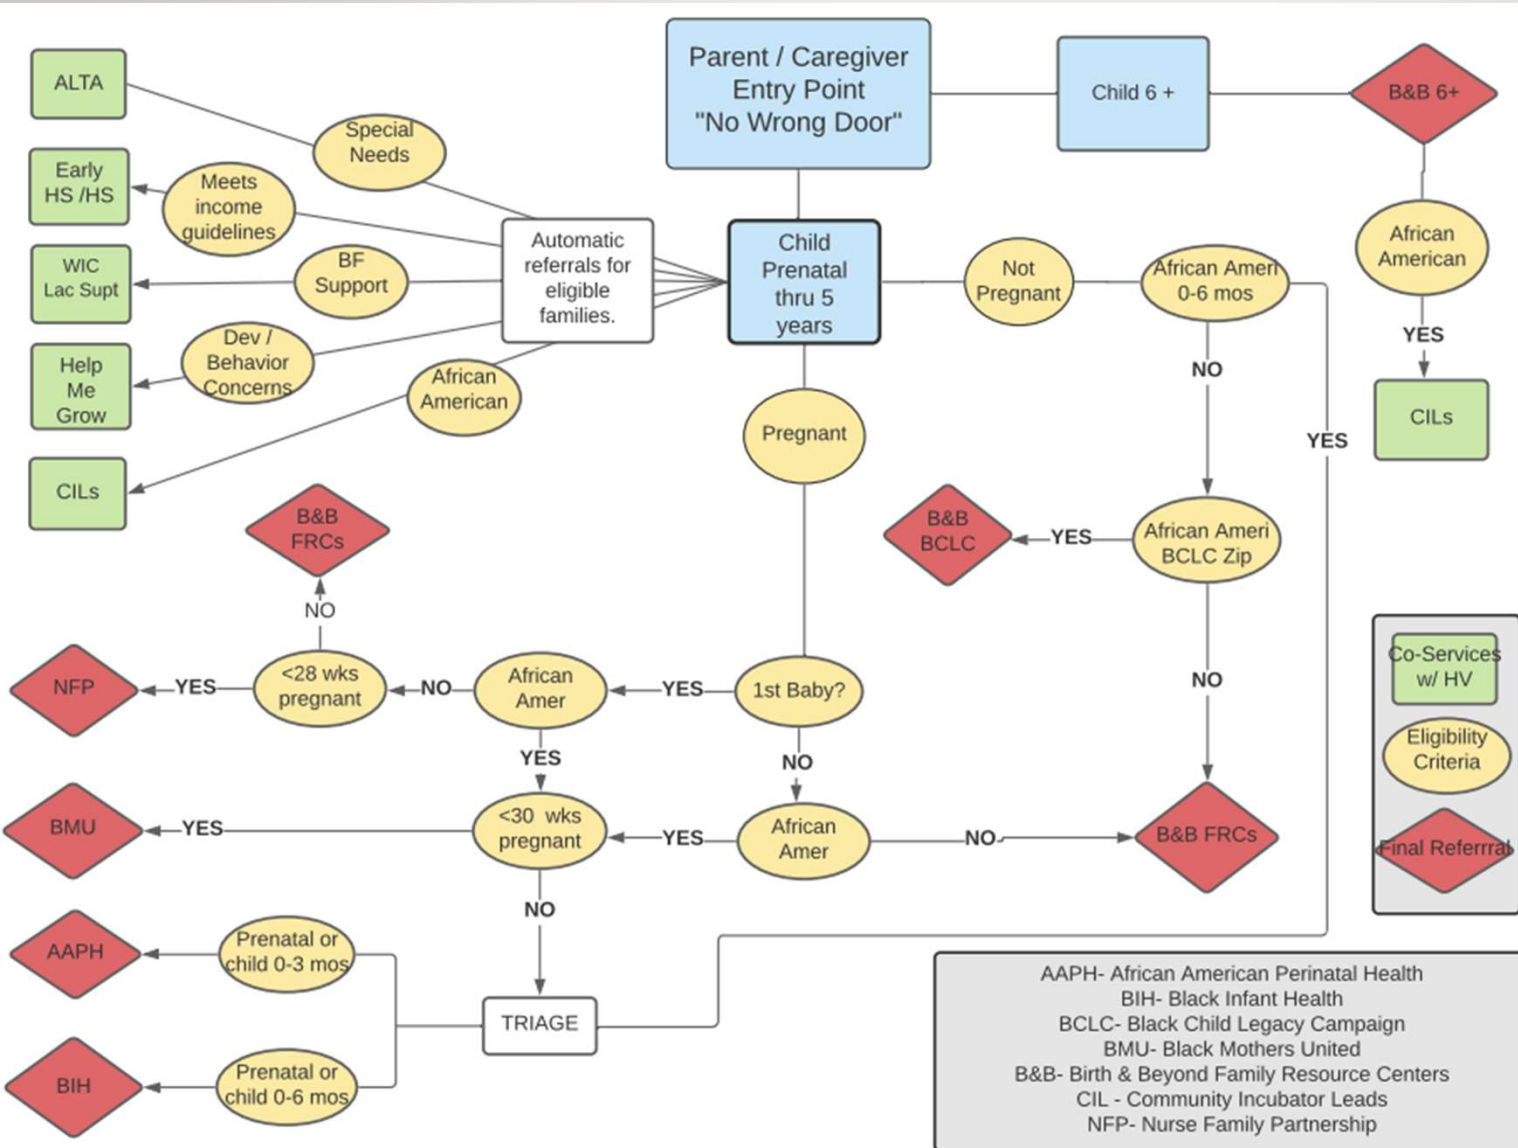 Parent / Caregiver
Entry Point
"No Wrong Door"
Child 6 +
B&B 6+
ALTA
Special
Needs
Early
HS /HS
Meets
income
guidelines
WIC
Lac Supt
BF
Support
Automatic
referrals for
eligible
families.
Child
Prenatal
thru 5
years
Not
Pregnant
African Ameri
0-6 mos
African
American
YES
CILs
Help
Me
Grow
Dev /
Behavior
Concerns
African
American
CILs
Pregnant
NO
YES
B&B
FRCs
NO
B&B
BCLC
YES
African Ameri
BCLC Zip
NO
NFP
YES
<28 wks
pregnant
NO
African
Amer
YES
1st Baby?
YES
NO
BMU
YES
<30  wks
pregnant
YES
African
Amer
NO
B&B FRCs
NO
AAPH
Prenatal or
child 0-3 mos
TRIAGE
BIH
Prenatal or
child 0-6 mos
Co-Services
w/ HV
Eligibility
Criteria
Final Referrral
AAPH- African American Perinatal Health
BIH- Black Infant Health
BCLC- Black Child Legacy Campaign
BMU- Black Mothers United
B&B- Birth & Beyond Family Resource Centers
CIL - Community Incubator Leads
NFP- Nurse Family Partnership